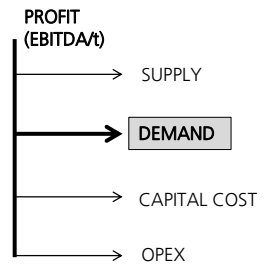 PROFIT
(EBITDA/t)
SUPPLY
DEMAND
CAPITAL COST
OPEX